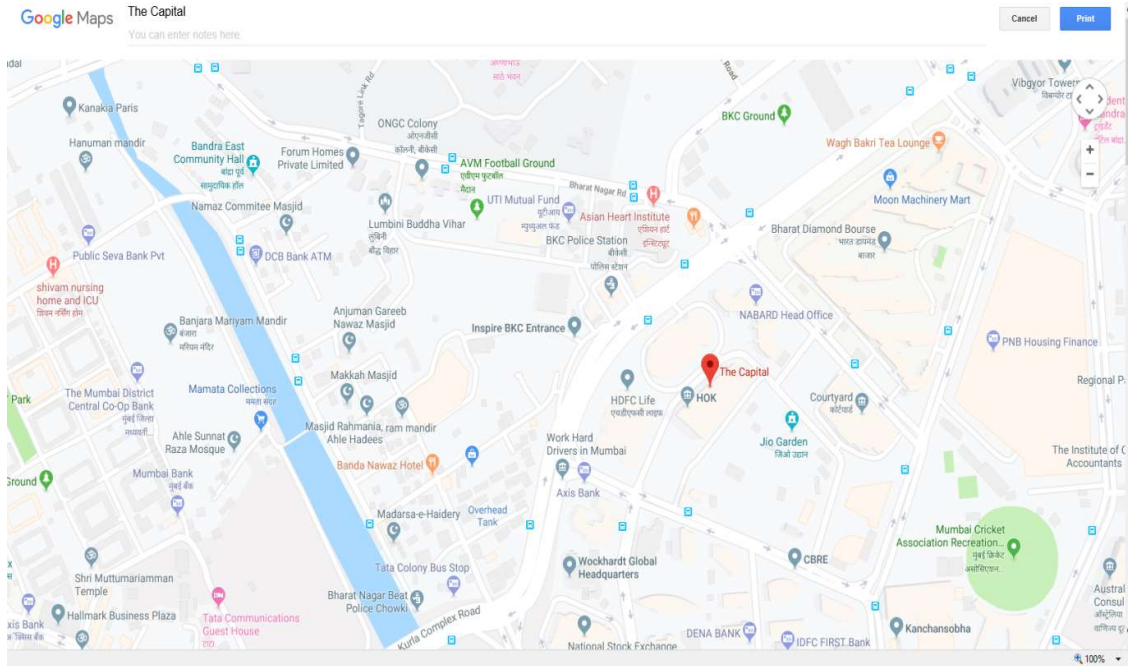 Google Maps
The Capital
You can enter notes here.
Cancel
Print
साठे भवन
Road
Vibgyor Towers
Kanakia Paris
Tagore Link Rd
BKC Ground
ONGC Colony
ओएनजीसी
कॉलनी, बीकेसी
Hanuman mandir
Bandra East
Community Hall
बांद्रा पूर्व
सामुदायिक हॉल
Forum Homes
Private Limited
Wagh Bakri Tea Lounge
AVM Football Ground
एवीएम फुटबॉल
मैदान
Bharat Nagar Rd
Moon Machinery Mart
UTI Mutual Fund
यूटीआय
म्युच्युअल फंड
Namaz Commitee Masjid
Asian Heart Institute
एशियन हार्ट
इन्स्टिट्यूट
Lumbini Buddha Vihar
लुंबिनी
बौद्ध विहार
Bharat Diamond Bourse
भारत डायमंड
बाजार
BKC Police Station
बीकेसी
पोलिस स्टेशन
Public Seva Bank Pvt
DCB Bank ATM
shivam nursing
home and ICU
शिवम नर्सिंग होम
Anjuman Gareeb
Nawaz Masjid
NABARD Head Office
Banjara Mariyam Mandir
बंजारा
मरियम मंदिर
Inspire BKC Entrance
PNB Housing Finance
Makkah Masjid
The Capital
Regional
Park
The Mumbai District
Central Co-Op Bank
मुंबई जिल्हा
मध्यवर्ती...
Mamata Collections
HDFC Life
एचडीएफसी लाइफ
HOK
Courtyard
कोर्टयार्ड
Masjid Rahmania,
Ahle Hadees
ram mandir
Ahle Sunnat
Raza Mosque
Work Hard
Drivers in Mumbai
Jio Garden
जिओ उद्यान
The Institute of
Accountants
Banda Nawaz Hotel
Mumbai Bank
मुंबई बँक
Ground
Axis Bank
Madarsa-e-Haidery
Overhead
Tank
Mumbai Cricket
Association Recreation...
मुंबई क्रिकेट
असोसिएशन...
CBRE
Tata Colony Bus Stop
Wockhardt Global
Headquarters
Shri Muttumariamman
Temple
Bharat Nagar Beat
Police Chowki
Hallmark Business Plaza
Tata Communications
Guest House
टाटा
Kurla Complex Road
Kanchansobha
DENA BANK
IDFC FIRST Bank
National Stock Exchange
100%